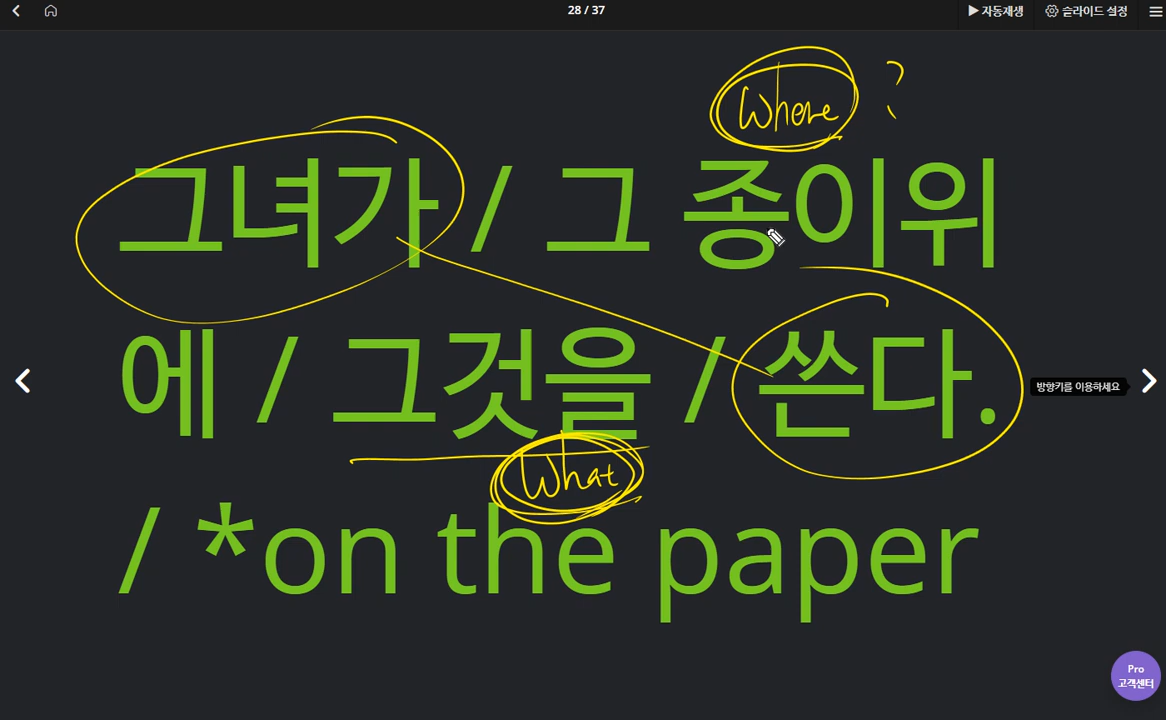 28 / 37
▶ 자동재생
슬라이드 설정
Where ?
그녀가 / 그 종이위
에 / 그것을 / 쓴다.
방향키를 이용하세요
What
/ *on the paper
Pro
고객센터